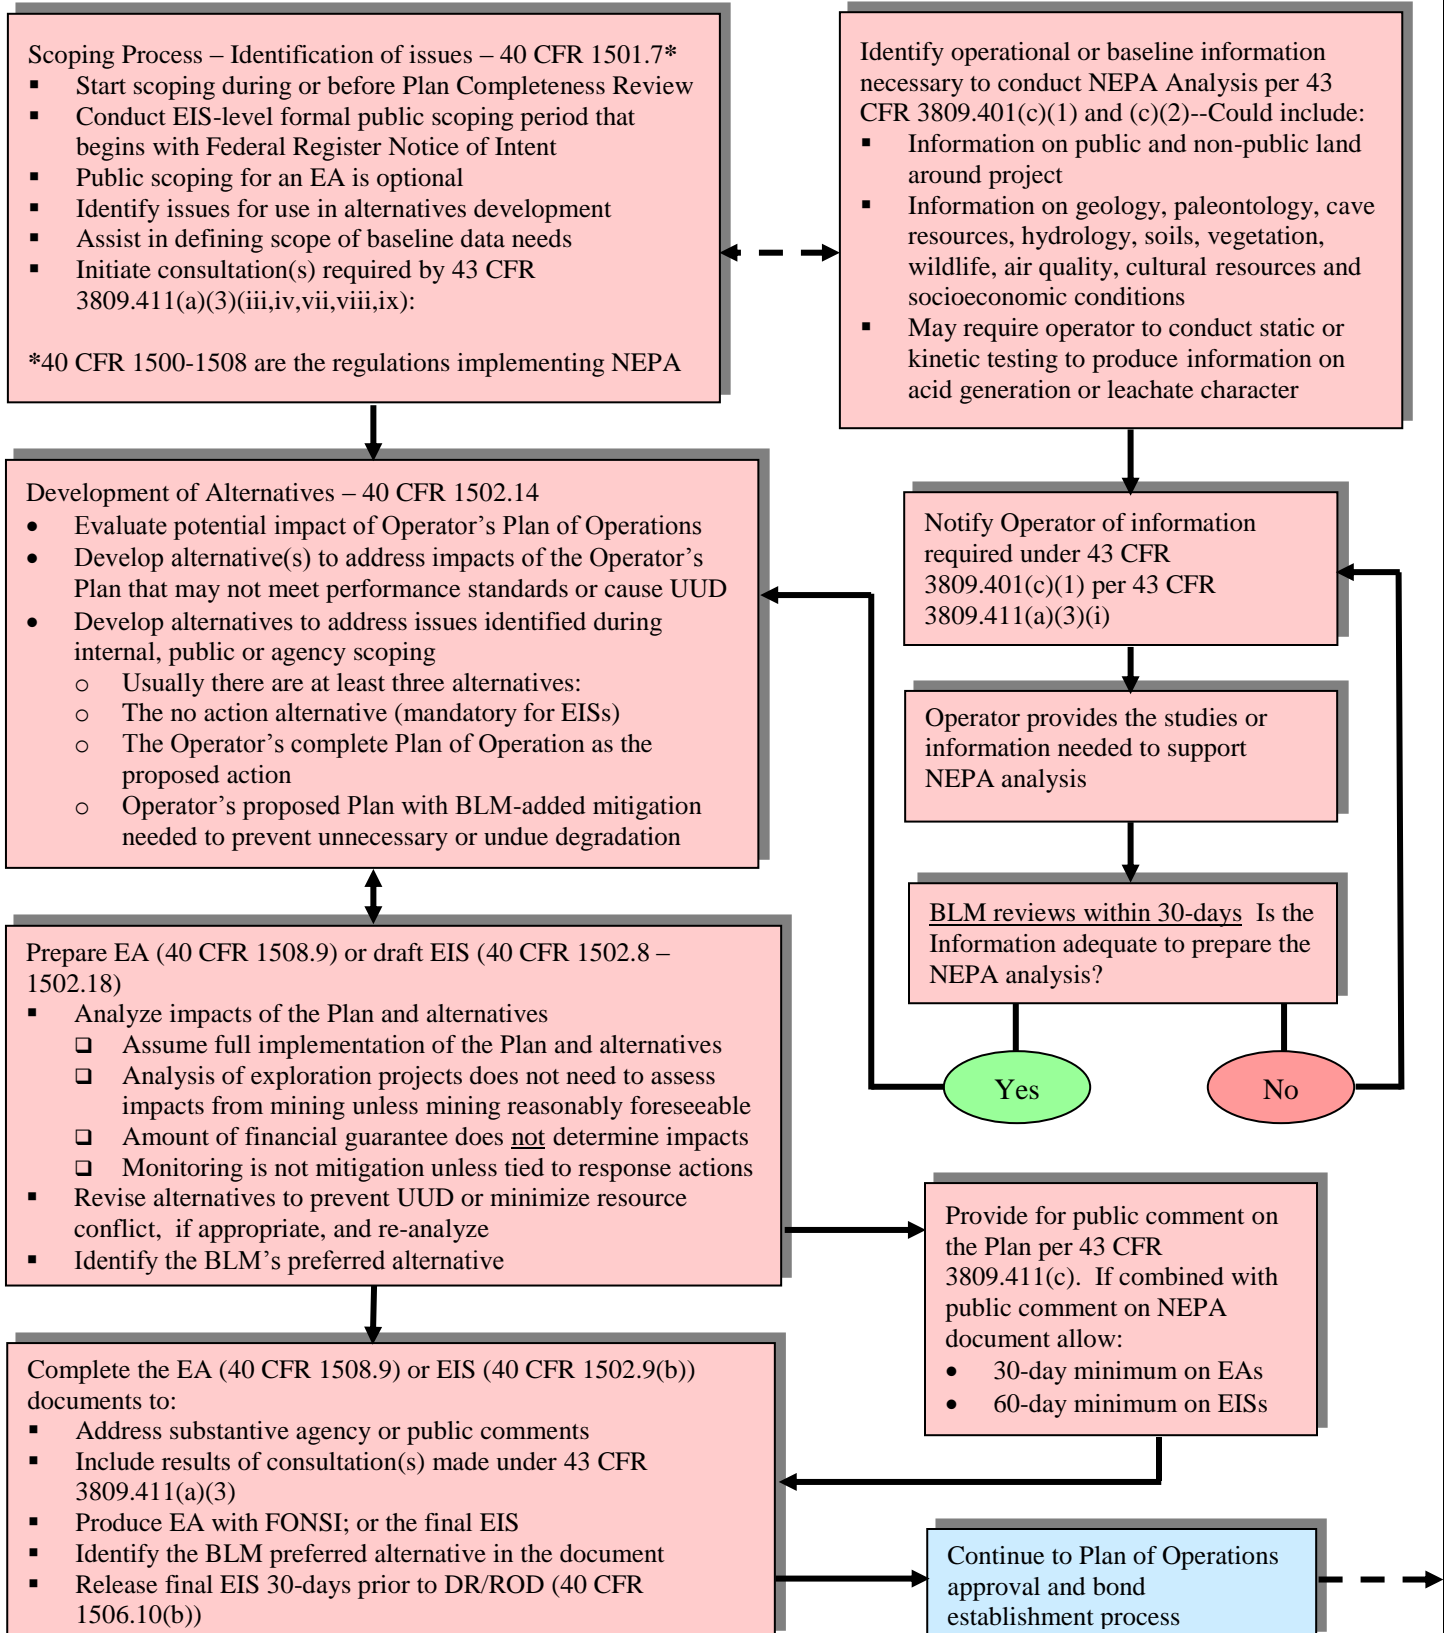 Scoping Process – Identification of issues – 40 CFR 1501.7*
▪ Start scoping during or before Plan Completeness Review
▪ Conduct EIS-level formal public scoping period that
begins with Federal Register Notice of Intent
▪ Public scoping for an EA is optional
▪ Identify issues for use in alternatives development
▪ Assist in defining scope of baseline data needs
▪ Initiate consultation(s) required by 43 CFR
3809.411(a)(3)(iii,iv,vii,viii,ix):
*40 CFR 1500-1508 are the regulations implementing NEPA
Identify operational or baseline information
necessary to conduct NEPA Analysis per 43
CFR 3809.401(c)(1) and (c)(2)--Could include:
▪ Information on public and non-public land
around project
▪ Information on geology, paleontology, cave
resources, hydrology, soils, vegetation,
wildlife, air quality, cultural resources and
socioeconomic conditions
▪ May require operator to conduct static or
kinetic testing to produce information on
acid generation or leachate character
Development of Alternatives – 40 CFR 1502.14
• Evaluate potential impact of Operator’s Plan of Operations
• Develop alternative(s) to address impacts of the Operator’s
Plan that may not meet performance standards or cause UUD
• Develop alternatives to address issues identified during
internal, public or agency scoping
o Usually there are at least three alternatives:
o The no action alternative (mandatory for EISs)
o The Operator’s complete Plan of Operation as the
proposed action
o Operator’s proposed Plan with BLM-added mitigation
needed to prevent unnecessary or undue degradation
Notify Operator of information
required under 43 CFR
3809.401(c)(1) per 43 CFR
3809.411(a)(3)(i)
Operator provides the studies or
information needed to support
NEPA analysis
BLM reviews within 30-days Is the
Information adequate to prepare the
NEPA analysis?
Yes
No
Prepare EA (40 CFR 1508.9) or draft EIS (40 CFR 1502.8 –
1502.18)
▪ Analyze impacts of the Plan and alternatives
❑ Assume full implementation of the Plan and alternatives
❑ Analysis of exploration projects does not need to assess
impacts from mining unless mining reasonably foreseeable
❑ Amount of financial guarantee does not determine impacts
❑ Monitoring is not mitigation unless tied to response actions
▪ Revise alternatives to prevent UUD or minimize resource
conflict, if appropriate, and re-analyze
▪ Identify the BLM’s preferred alternative
Provide for public comment on
the Plan per 43 CFR
3809.411(c). If combined with
public comment on NEPA
document allow:
• 30-day minimum on EAs
• 60-day minimum on EISs
Complete the EA (40 CFR 1508.9) or EIS (40 CFR 1502.9(b))
documents to:
▪ Address substantive agency or public comments
▪ Include results of consultation(s) made under 43 CFR
3809.411(a)(3)
▪ Produce EA with FONSI; or the final EIS
▪ Identify the BLM preferred alternative in the document
▪ Release final EIS 30-days prior to DR/ROD (40 CFR
1506.10(b))
Continue to Plan of Operations
approval and bond
establishment process